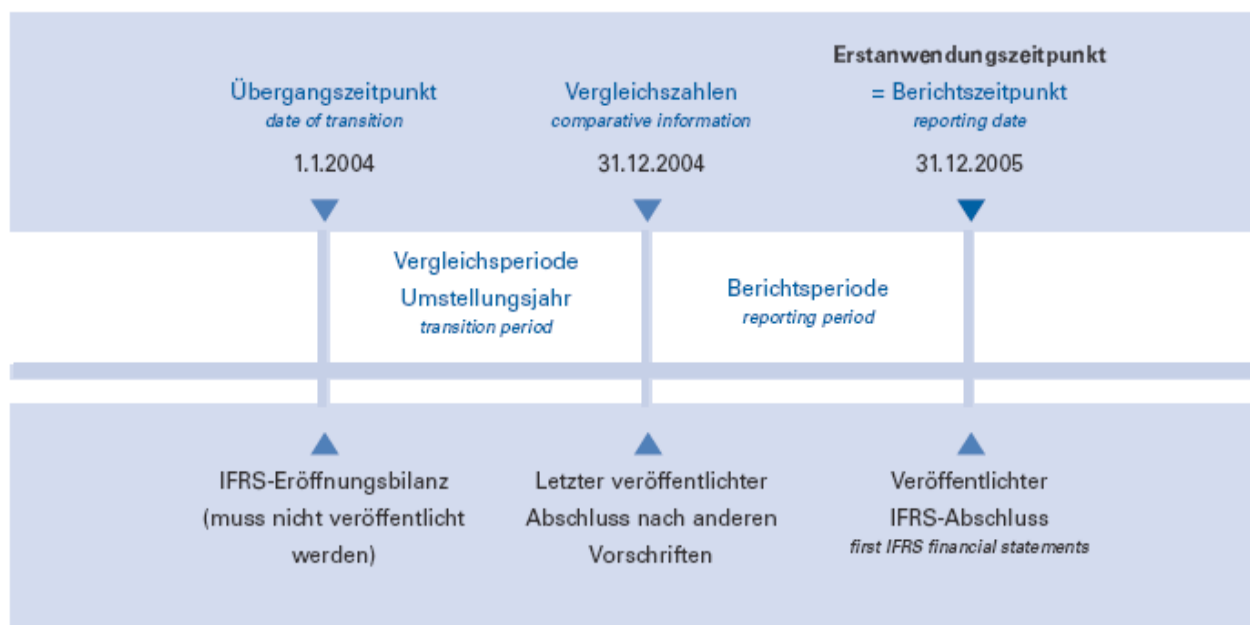 Übergangszeitpunkt
date of transition
1.1.2004
Vergleichszahlen
comparative information
31.12.2004
Erstanwendungszeitpunkt
= Berichtszeitpunkt
reporting date
31.12.2005
Vergleichsperiode
Umstellungsjahr
transition period
Berichtsperiode
reporting period
IFRS-Eröffnungsbilanz
(muss nicht veröffentlicht
werden)
Letzter veröffentlichter
Abschluss nach anderen
Vorschriften
Veröffentlichter
IFRS-Abschluss
first IFRS financial statements